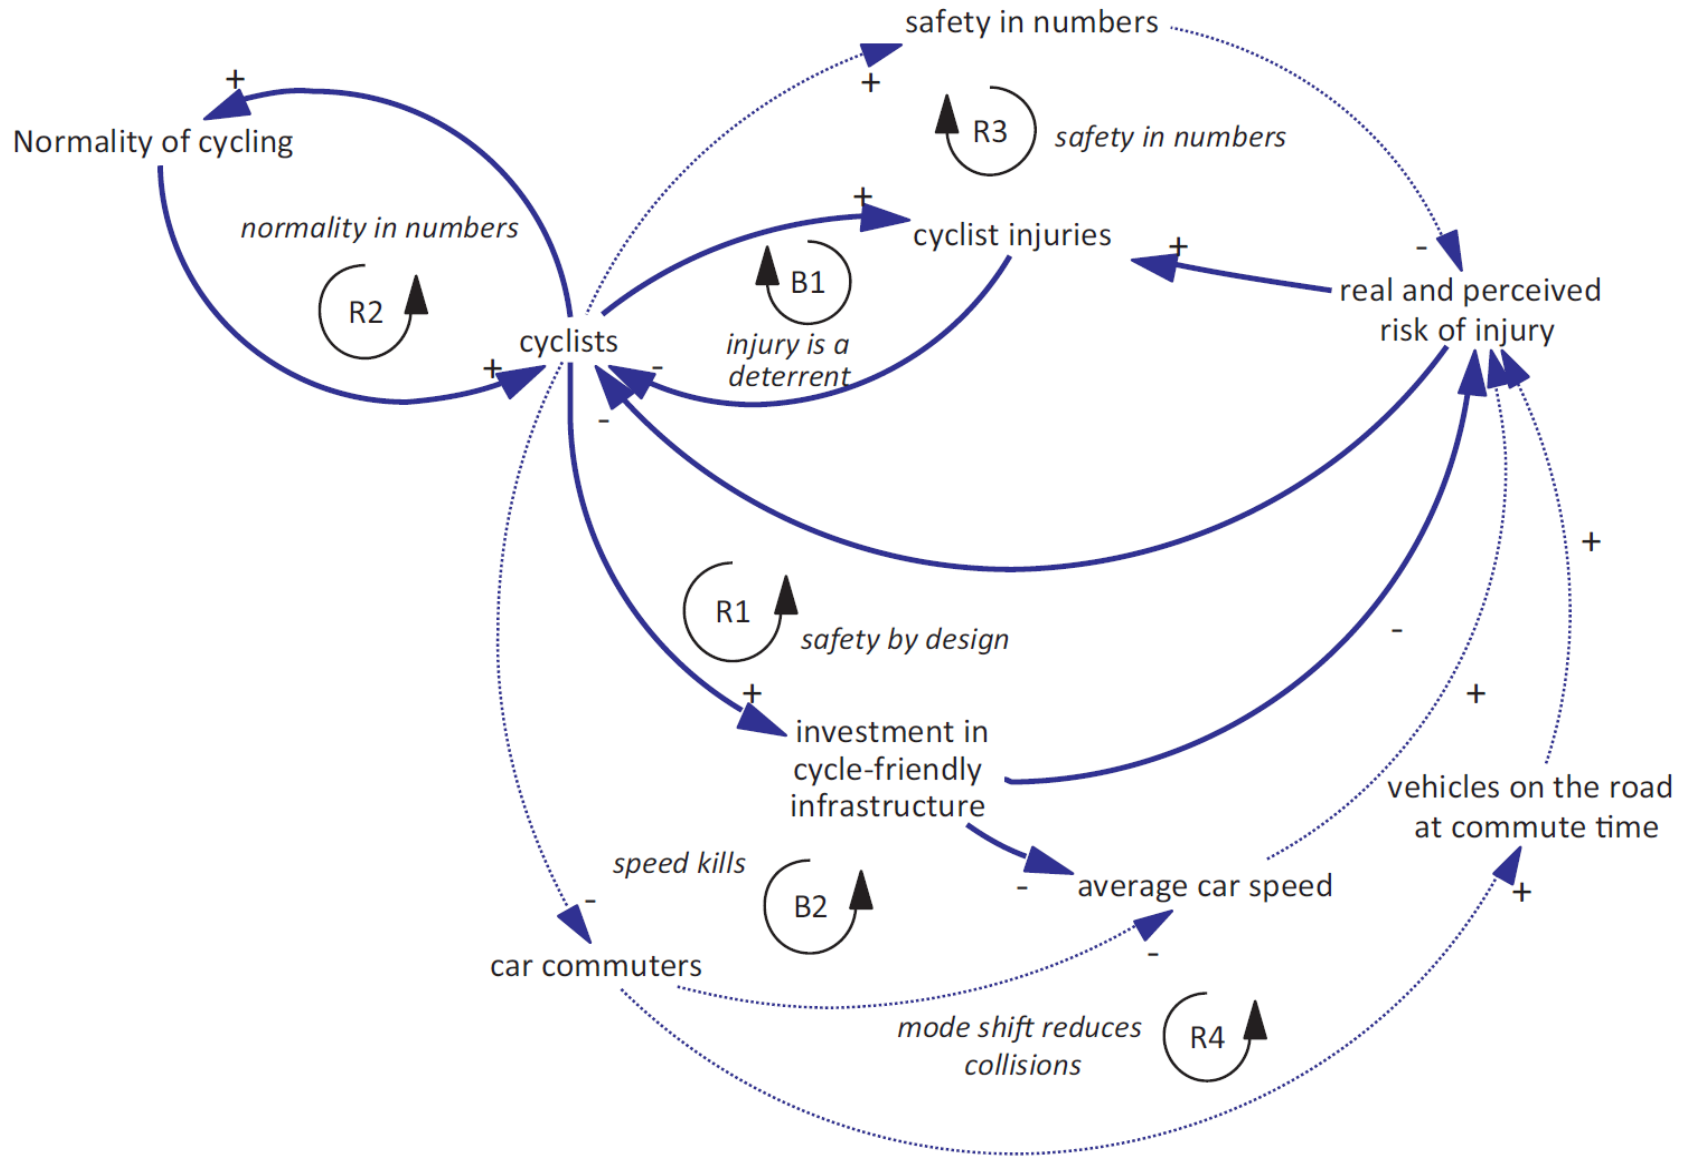 safety in numbers
+
+
R3
safety in numbers
Normality of cycling
+
cyclist injuries
+
-
normality in numbers
B1
real and perceived
risk of injury
R2
cyclists
injury is a
deterrent
+
-
-
+
R1
safety by design
-
+
+
investment in
cycle-friendly
infrastructure
vehicles on the road
at commute time
speed kills
B2
-
average car speed
+
-
-
car commuters
mode shift reduces
collisions
R4